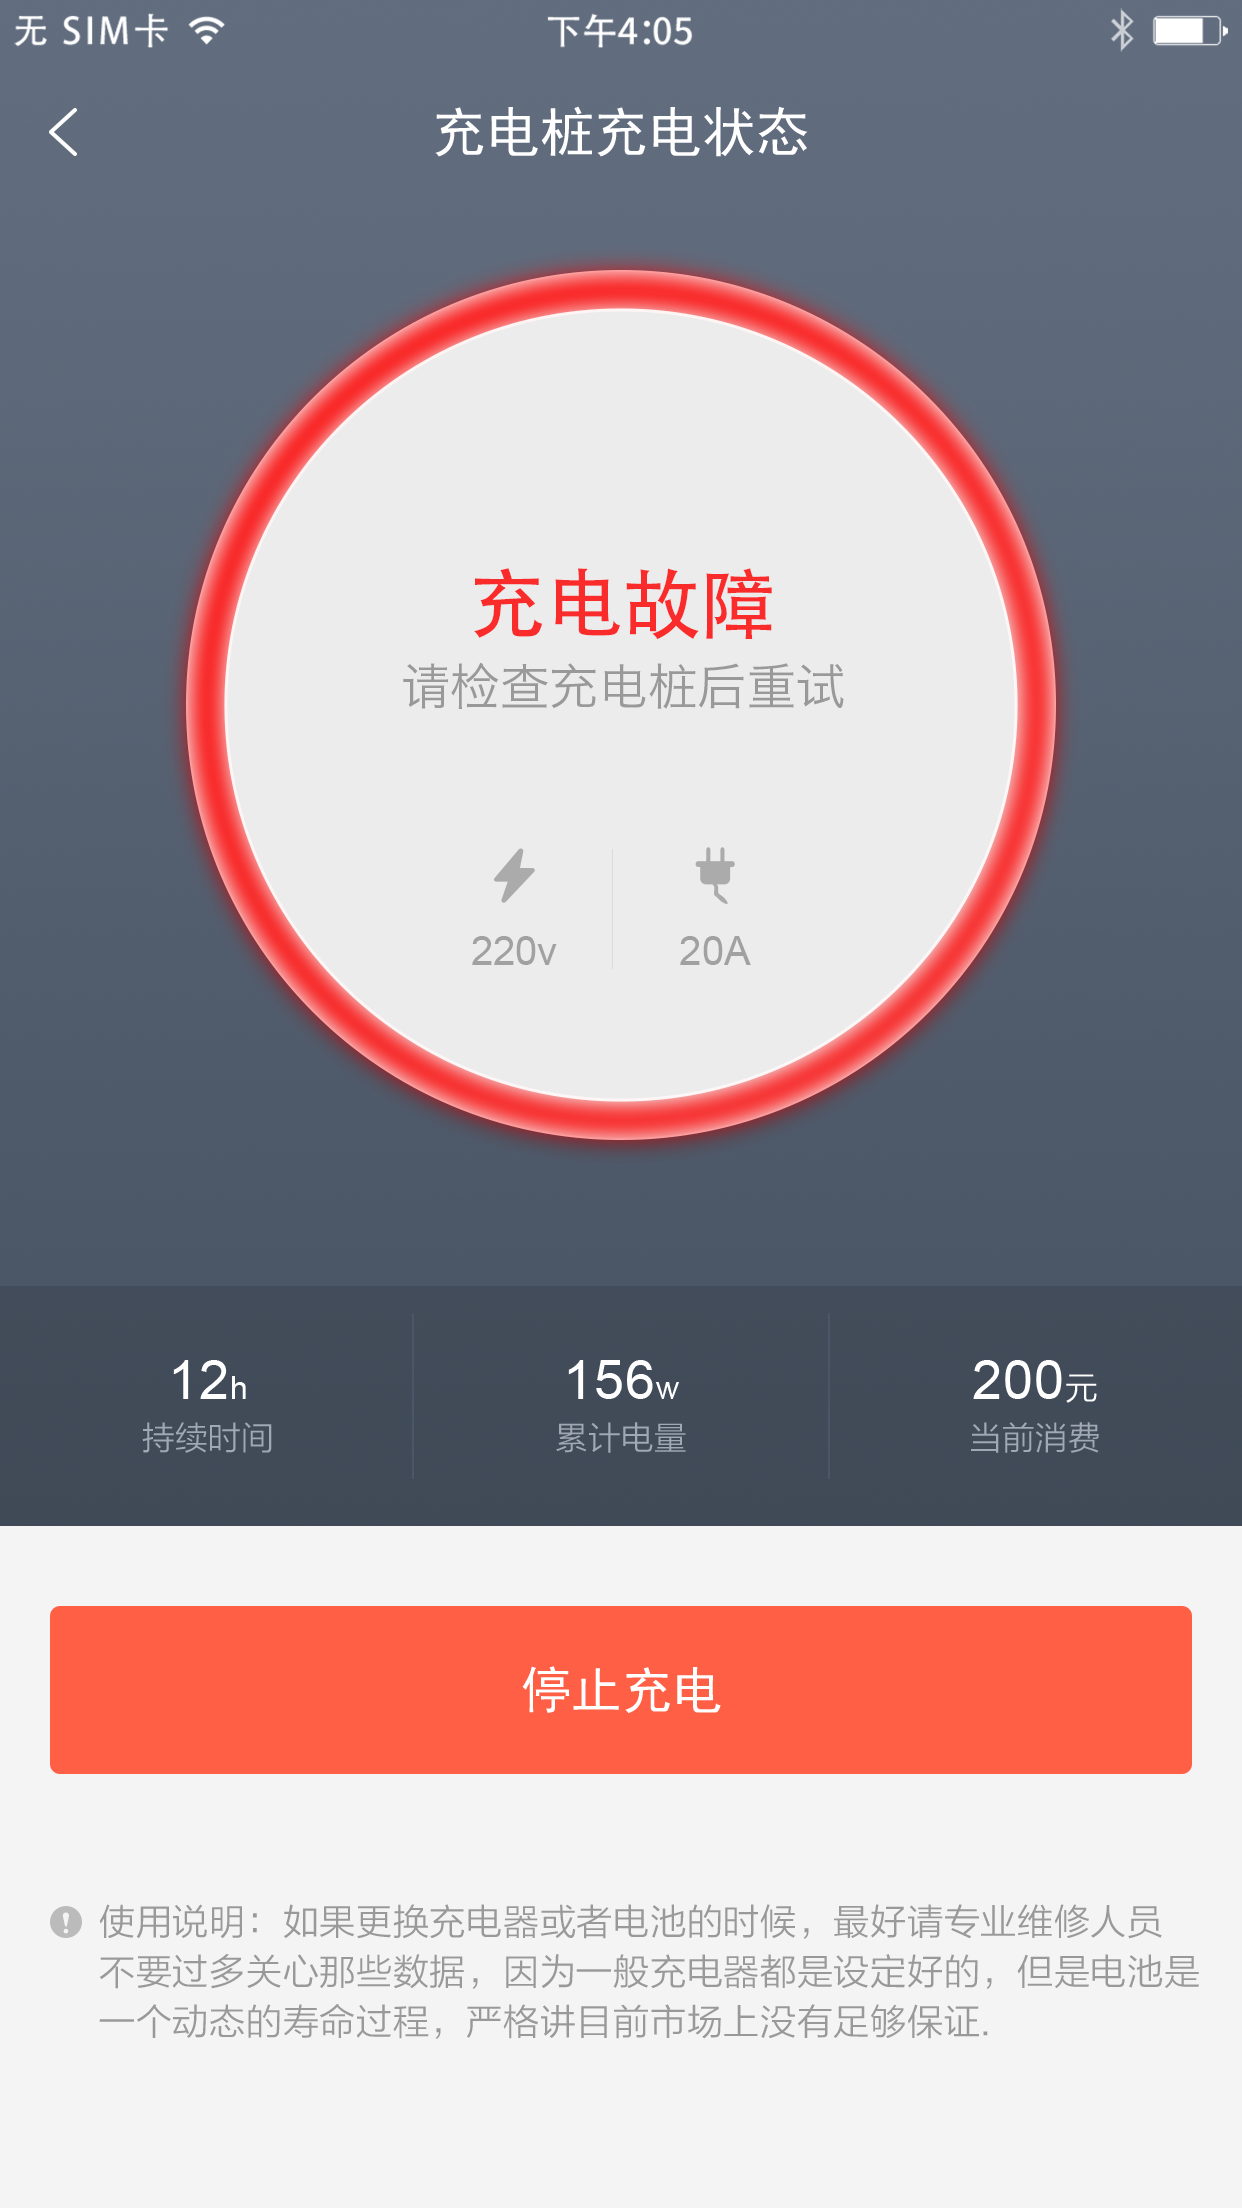 无 SIM卡
下午4:05
充电桩充电状态
充电故障
请检查充电桩后重试
220v
20A
12h
156w
200元
持续时间
累计电量
当前消费
停止充电
使用说明：如果更换充电器或者电池的时候，最好请专业维修人员
不要过多关心那些数据，因为一般充电器都是设定好的，但是电池是
一个动态的寿命过程，严格讲目前市场上没有足够保证.